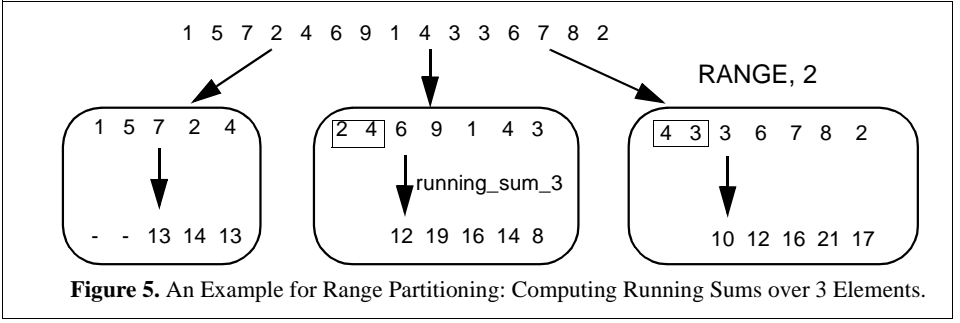 1 5 7 2 4 6 9 1 4 3 3 6 7 8 2
RANGE, 2
1 5 7 2 4
2 4 6 9 1 4 3
4 3 3 6 7 8 2
running_sum_3
- - 13 14 13
12 19 16 14 8
10 12 16 21 17
Figure 5. An Example for Range Partitioning: Computing Running Sums over 3 Elements.